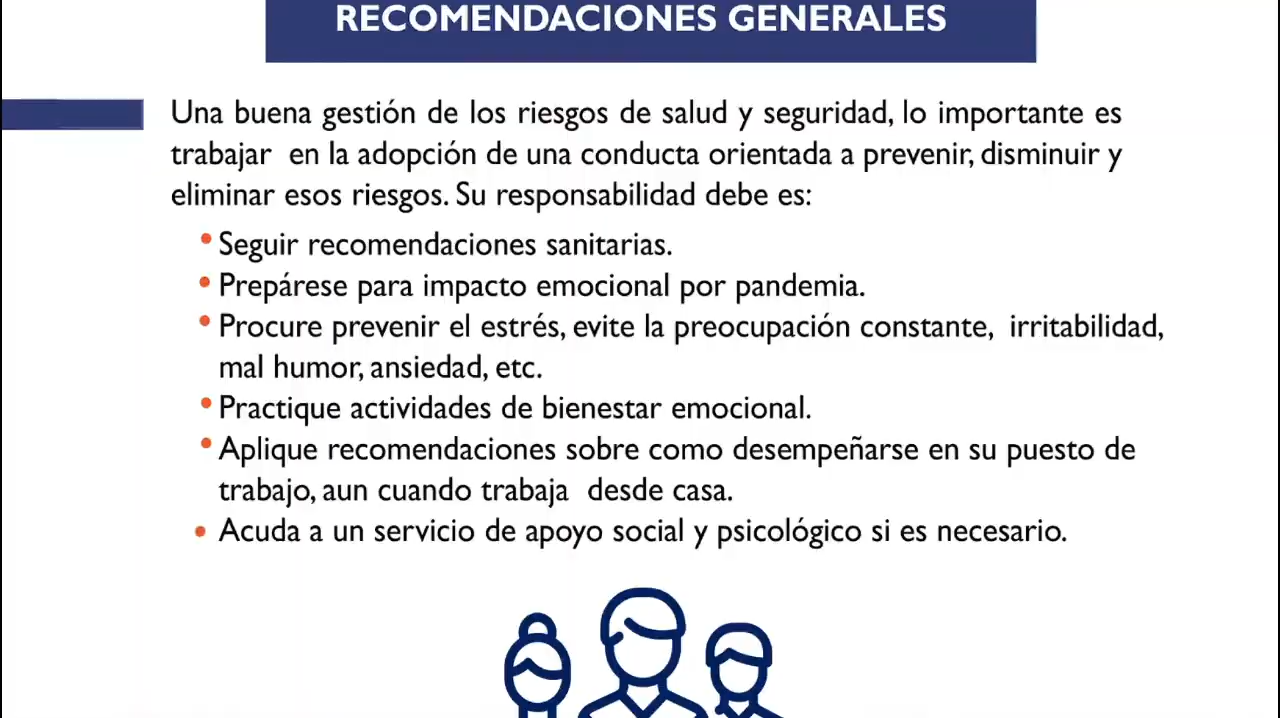 RECOMENDACIONES GENERALES
Una buena gestión de los riesgos de salud y seguridad, lo importante es
trabajar en la adopción de una conducta orientada a prevenir, disminuir y
eliminar esos riesgos. Su responsabilidad debe es:
• Seguir recomendaciones sanitarias.
• Prepárese para impacto emocional por pandemia.
• Procure prevenir el estrés, evite la preocupación constante, irritabilidad,
mal humor, ansiedad, etc.
• Practique actividades de bienestar emocional.
• Aplique recomendaciones sobre como desempeñarse en su puesto de
trabajo, aun cuando trabaja desde casa.
• Acuda a un servicio de apoyo social y psicológico si es necesario.